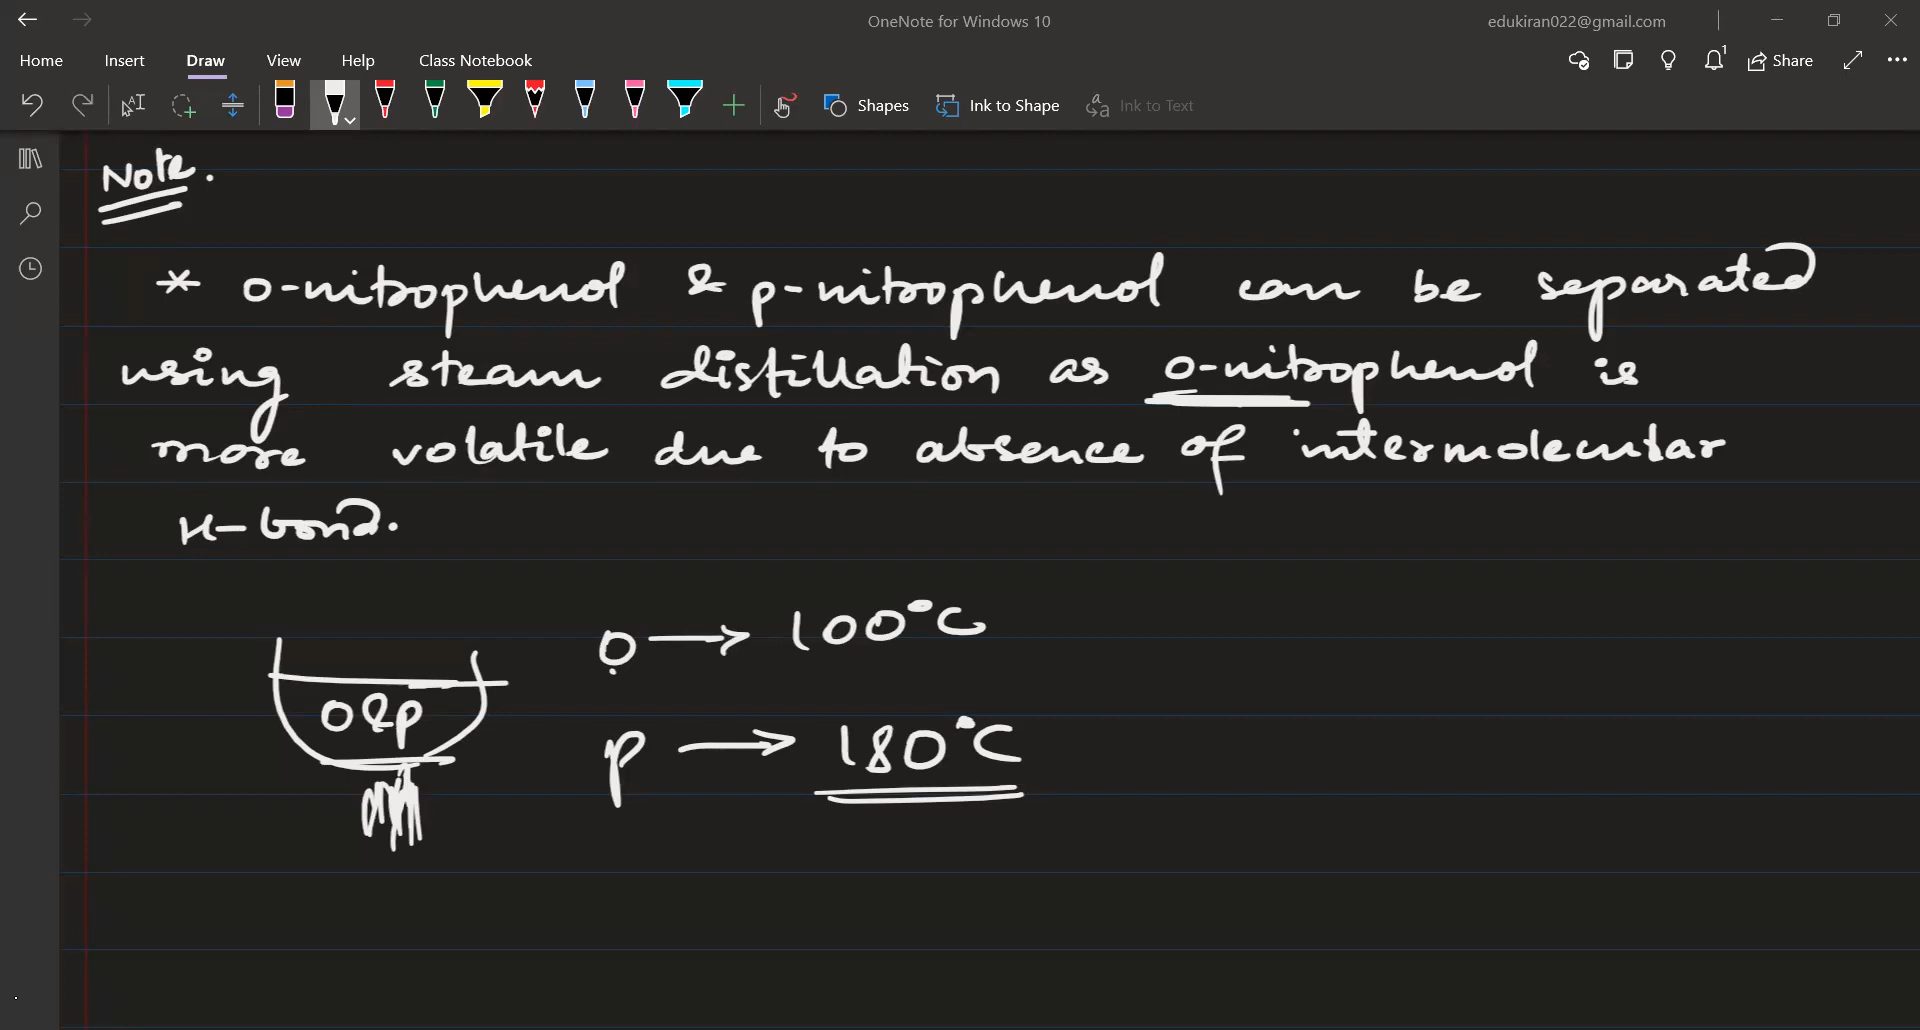 OneNote for Windows 10
edukiran022@gmail.com
Home Insert Draw View Help Class Notebook
1
Share
Shapes Ink to Shape Ink to Text
Note.
* o-nitrophenol & p-nitrophenol can be separated
using steam distillation as o-nitrophenol is
more volatile due to absence of intermolecular
H-bond.
o → 100°C
o&p
p → 180°C